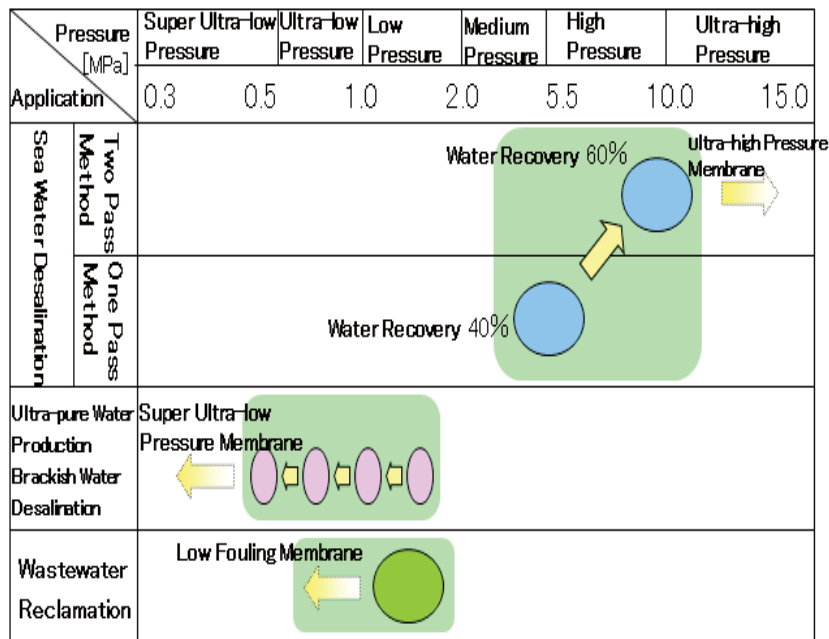 Pressure
[MPa]
Application
Super Ultra-low
Pressure
Ultra-low
Pressure
Low
Pressure
Medium
Pressure
High
Pressure
Ultra-high
Pressure
0.3 0.5 1.0 2.0 5.5 10.0 15.0
Sea Water Desalination
Two Pass
Method
Water Recovery 60%
Ultra-high Pressure
Membrane
One Pass
Method
Water Recovery 40%
Ultra-pure Water
Production
Brackish Water
Desalination
Super Ultra-low
Pressure Membrane
Wastewater
Reclamation
Low Fouling Membrane